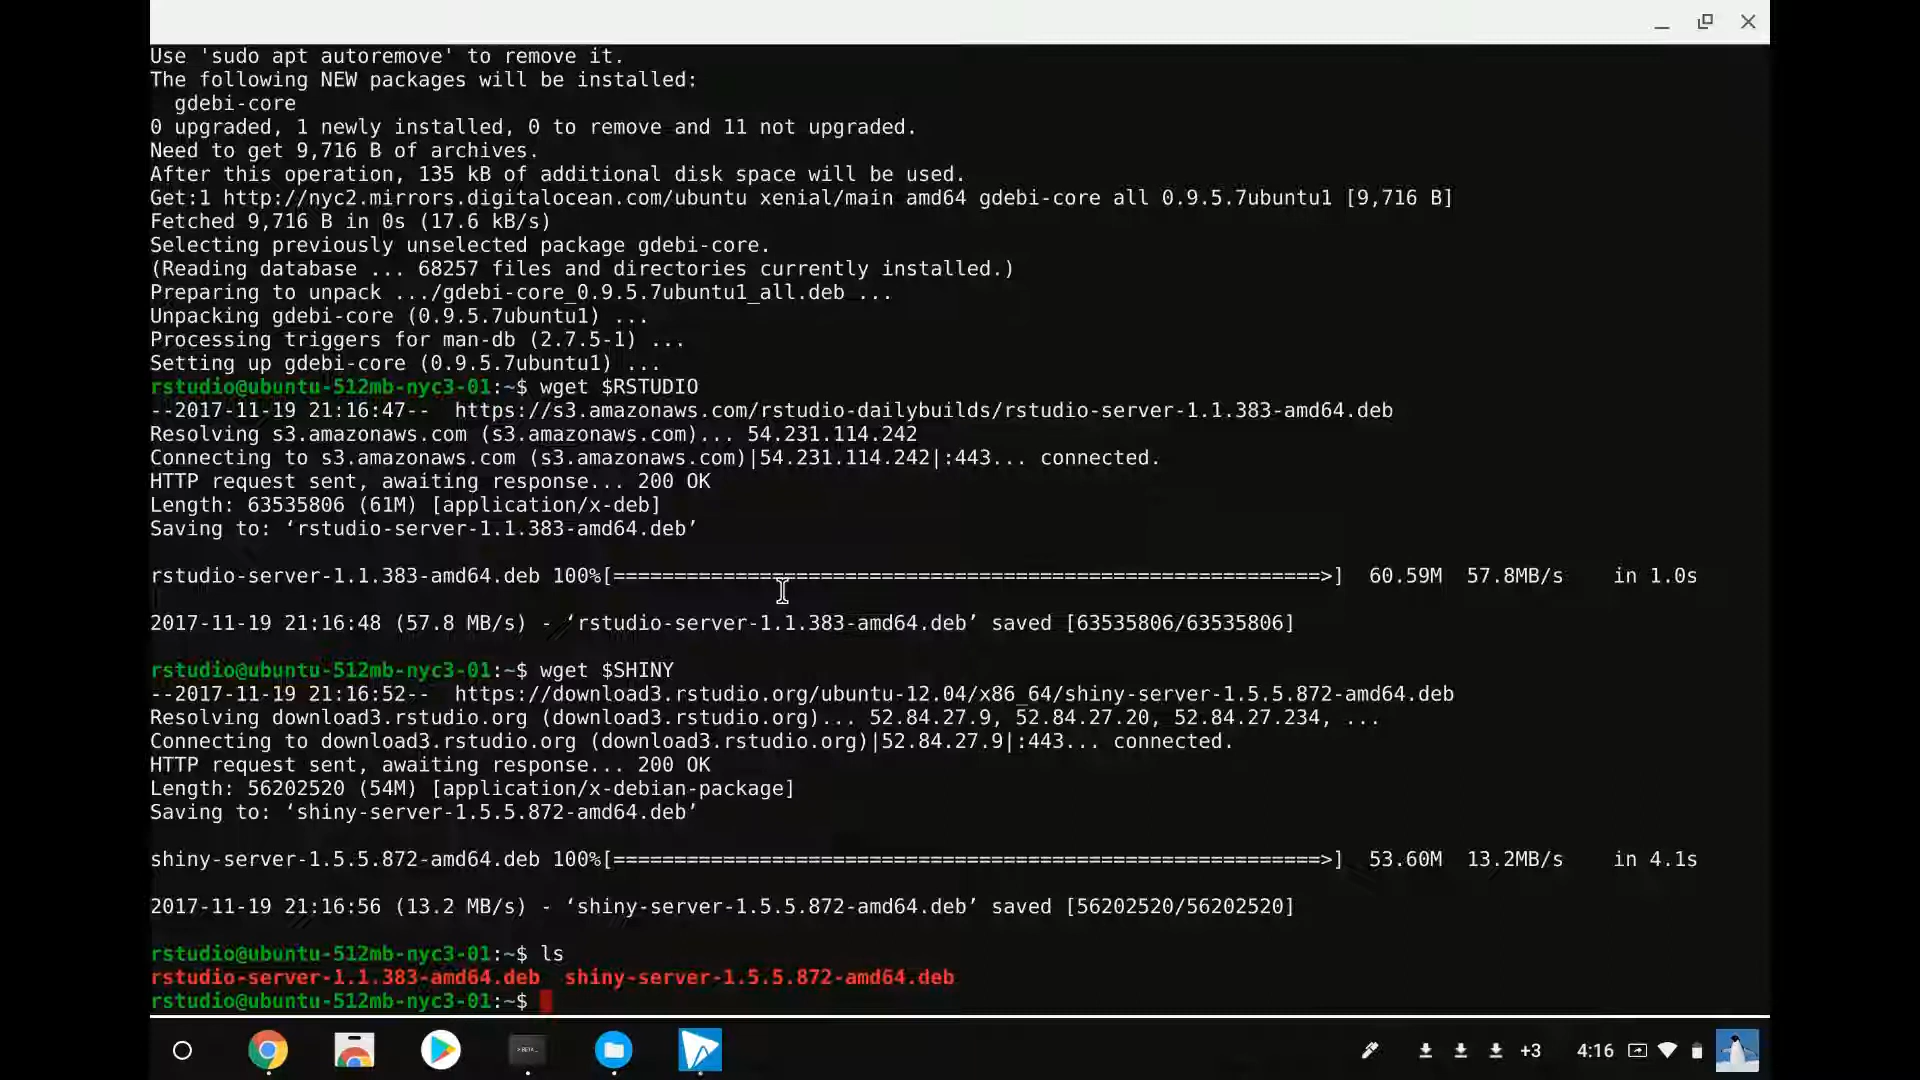 Use 'sudo apt autoremove' to remove it.
The following NEW packages will be installed:
  gdebi-core
0 upgraded, 1 newly installed, 0 to remove and 11 not upgraded.
Need to get 9,716 B of archives.
After this operation, 135 kB of additional disk space will be used.
Get:1 http://nyc2.mirrors.digitalocean.com/ubuntu xenial/main amd64 gdebi-core all 0.9.5.7ubuntu1 [9,716 B]
Fetched 9,716 B in 0s (17.6 kB/s)
Selecting previously unselected package gdebi-core.
(Reading database ... 68257 files and directories currently installed.)
Preparing to unpack .../gdebi-core_0.9.5.7ubuntu1_all.deb ...
Unpacking gdebi-core (0.9.5.7ubuntu1) ...
Processing triggers for man-db (2.7.5-1) ...
Setting up gdebi-core (0.9.5.7ubuntu1) ...
rstudio@ubuntu-512mb-nyc3-01:~$ wget $RSTUDIO
--2017-11-19 21:16:47--  https://s3.amazonaws.com/rstudio-dailybuilds/rstudio-server-1.1.383-amd64.deb
Resolving s3.amazonaws.com (s3.amazonaws.com)... 54.231.114.242
Connecting to s3.amazonaws.com (s3.amazonaws.com)|54.231.114.242|:443... connected.
HTTP request sent, awaiting response... 200 OK
Length: 63535806 (61M) [application/x-deb]
Saving to: ‘rstudio-server-1.1.383-amd64.deb’
rstudio-server-1.1.383-amd64.deb 100%[==========================================================>]  60.59M  57.8MB/s    in 1.0s
2017-11-19 21:16:48 (57.8 MB/s) - ‘rstudio-server-1.1.383-amd64.deb’ saved [63535806/63535806]
rstudio@ubuntu-512mb-nyc3-01:~$ wget $SHINY
--2017-11-19 21:16:52--  https://download3.rstudio.org/ubuntu-12.04/x86_64/shiny-server-1.5.5.872-amd64.deb
Resolving download3.rstudio.org (download3.rstudio.org)... 52.84.27.9, 52.84.27.20, 52.84.27.234, ...
Connecting to download3.rstudio.org (download3.rstudio.org)|52.84.27.9|:443... connected.
HTTP request sent, awaiting response... 200 OK
Length: 56202520 (54M) [application/x-debian-package]
Saving to: ‘shiny-server-1.5.5.872-amd64.deb’
shiny-server-1.5.5.872-amd64.deb 100%[==========================================================>]  53.60M  13.2MB/s    in 4.1s
2017-11-19 21:16:56 (13.2 MB/s) - ‘shiny-server-1.5.5.872-amd64.deb’ saved [56202520/56202520]
rstudio@ubuntu-512mb-nyc3-01:~$ ls
rstudio-server-1.1.383-amd64.deb  shiny-server-1.5.5.872-amd64.deb
rstudio@ubuntu-512mb-nyc3-01:~$
+3 4:16